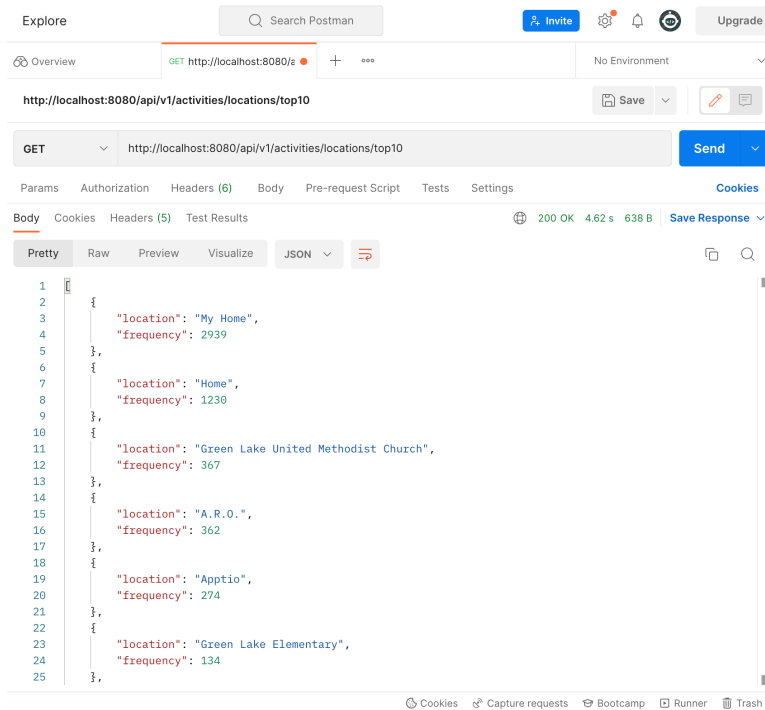 Explore Search Postman Invite Upgrade
Overview GET http://localhost:8080/a No Environment
http://localhost:8080/api/v1/activities/locations/top10 Save
GET http://localhost:8080/api/v1/activities/locations/top10 Send
Params Authorization Headers (6) Body Pre-request Script Tests Settings Cookies
Body Cookies Headers (5) Test Results 200 OK 4.62 s 638 B Save Response
Pretty Raw Preview Visualize JSON
1 [
2 {
3 "location": "My Home",
4 "frequency": 2939
5 },
6 {
7 "location": "Home",
8 "frequency": 1230
9 },
10 {
11 "location": "Green Lake United Methodist Church",
12 "frequency": 367
13 },
14 {
15 "location": "A.R.O.",
16 "frequency": 362
17 },
18 {
19 "location": "Apptio",
20 "frequency": 274
21 },
22 {
23 "location": "Green Lake Elementary",
24 "frequency": 134
25 },
Cookies Capture requests Bootcamp Runner Trash